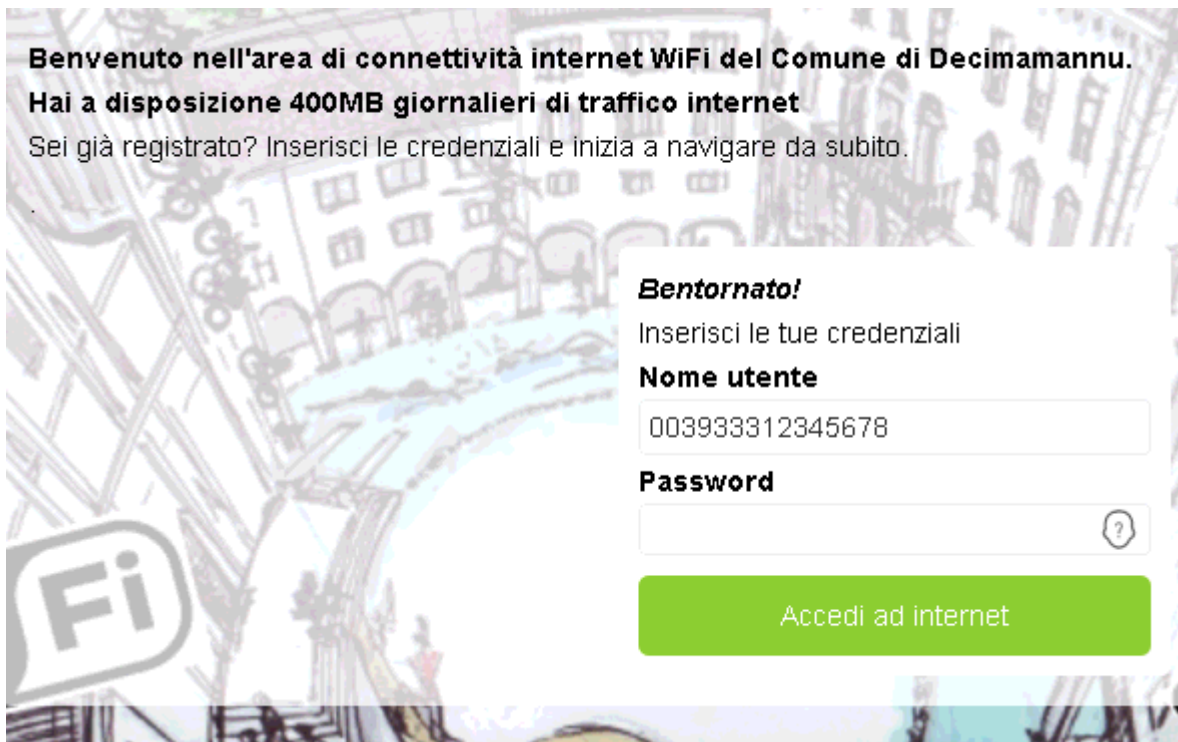 Benvenuto nell'area di connettività internet WiFi del Comune di Decimamannu.
Hai a disposizione 400MB giornalieri di traffico internet
Sei già registrato? Inserisci le credenziali e inizia a navigare da subito.
.
Bentornato!
Inserisci le tue credenziali
Nome utente
003933312345678
Password
?
Accedi ad internet
Fi